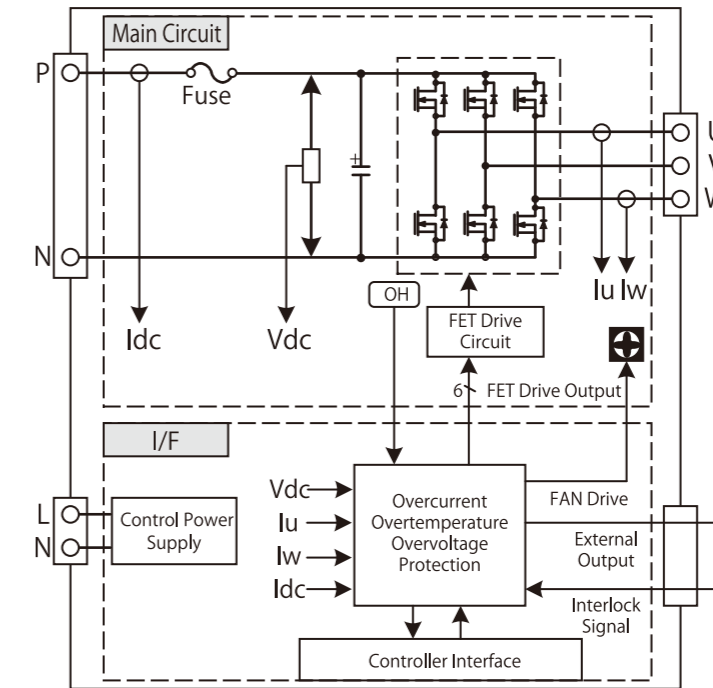 Main Circuit
P
Fuse
+
U
V
W
N
Idc
Vdc
Iu Iw
OH
FET Drive
Circuit
6
FET Drive Output
I/F
L
N
Control Power
Supply
Vdc
Iu
Iw
Idc
Overcurrent
Overtemperature
Overvoltage
Protection
FAN Drive
External
Output
Interlock
Signal
Controller Interface